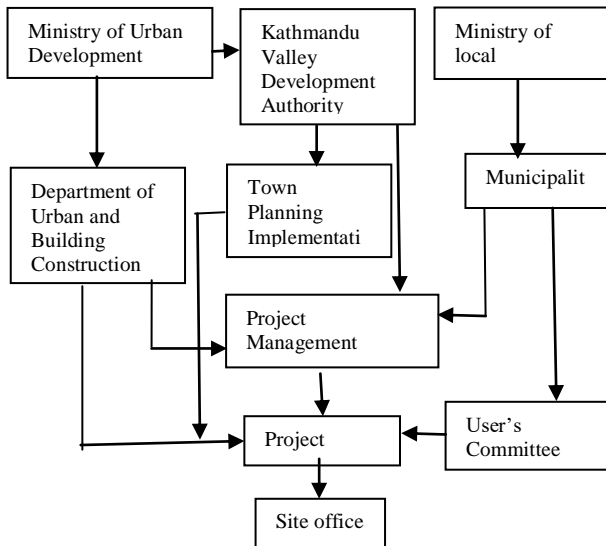 Ministry of Urban
Development
Kathmandu
Valley
Development
Authority
Ministry of
local
Department of
Urban and
Building
Construction
Town
Planning
Implementati
Municipalit
Project
Management
Project
User's
Committee
Site office